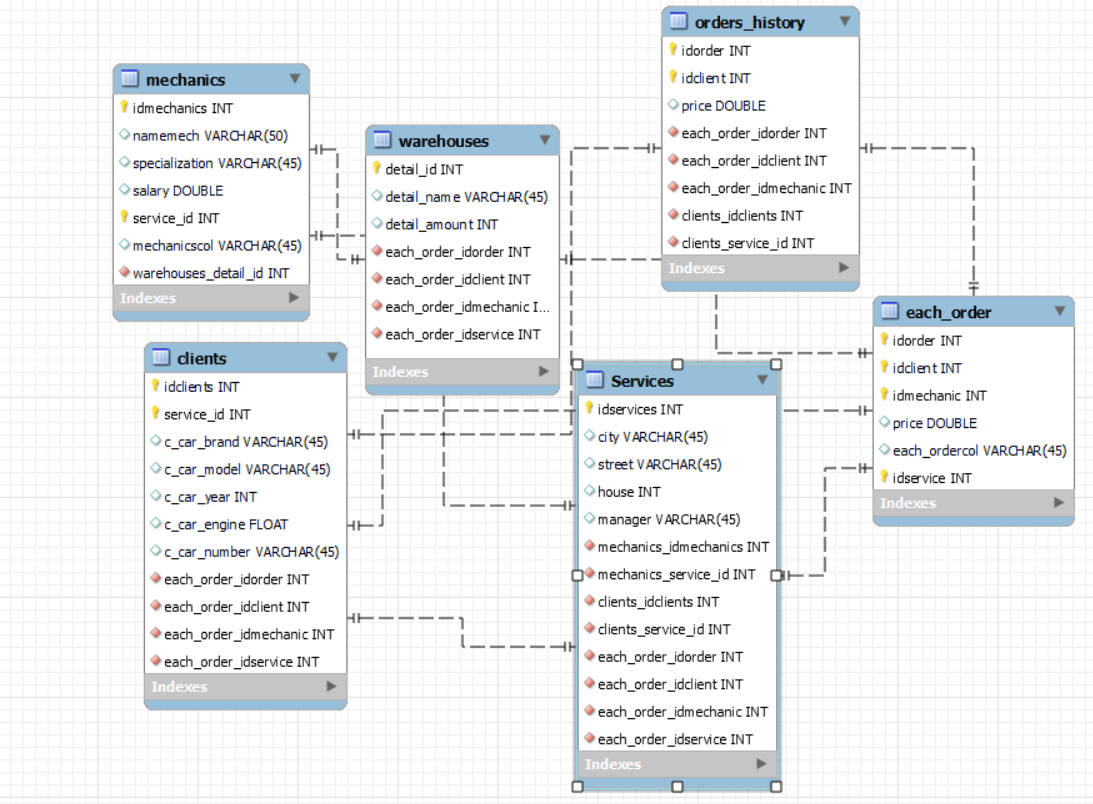 mechanics
idmechanics INT
namemech VARCHAR(50)
specialization VARCHAR(45)
salary DOUBLE
service_id INT
mechanicscol VARCHAR(45)
warehouses_detail_id INT
Indexes
warehouses
detail_id INT
detail_name VARCHAR(45)
detail_amount INT
each_order_idorder INT
each_order_idclient INT
each_order_idmechanic I...
each_order_idservice INT
Indexes
orders_history
idorder INT
idclient INT
price DOUBLE
each_order_idorder INT
each_order_idclient INT
each_order_idmechanic INT
clients_idclients INT
clients_service_id INT
Indexes
each_order
idorder INT
idclient INT
idmechanic INT
price DOUBLE
each_ordercol VARCHAR(45)
idservice INT
Indexes
clients
idclients INT
service_id INT
c_car_brand VARCHAR(45)
c_car_model VARCHAR(45)
c_car_year INT
c_car_engine FLOAT
c_car_number VARCHAR(45)
each_order_idorder INT
each_order_idclient INT
each_order_idmechanic INT
each_order_idservice INT
Indexes
Services
idservices INT
city VARCHAR(45)
street VARCHAR(45)
house INT
manager VARCHAR(45)
mechanics_idmechanics INT
mechanics_service_id INT
clients_idclients INT
clients_service_id INT
each_order_idorder INT
each_order_idclient INT
each_order_idmechanic INT
each_order_idservice INT
Indexes